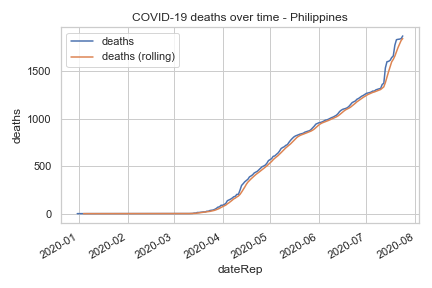 COVID-19 deaths over time - Philippines
deaths
deaths (rolling)
1500
1000
500
0
deaths
2020-01
2020-02
2020-03
2020-04
2020-05
2020-06
2020-07
2020-08
dateRep